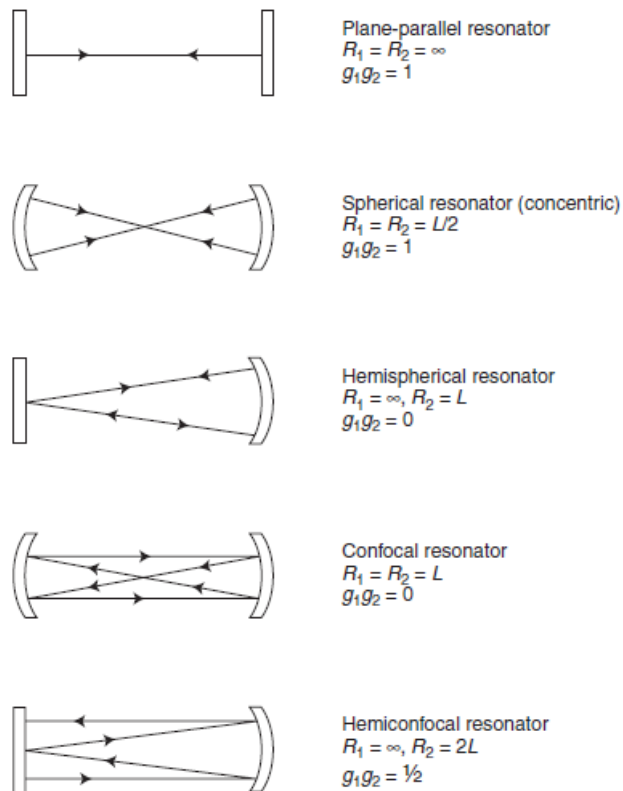 Plane-parallel resonator
R₁ = R₂ = ∞
g₁g₂ = 1
Spherical resonator (concentric)
R₁ = R₂ = L/2
g₁g₂ = 1
Hemispherical resonator
R₁ = ∞, R₂ = L
g₁g₂ = 0
Confocal resonator
R₁ = R₂ = L
g₁g₂ = 0
Hemiconfocal resonator
R₁ = ∞, R₂ = 2L
g₁g₂ = ½